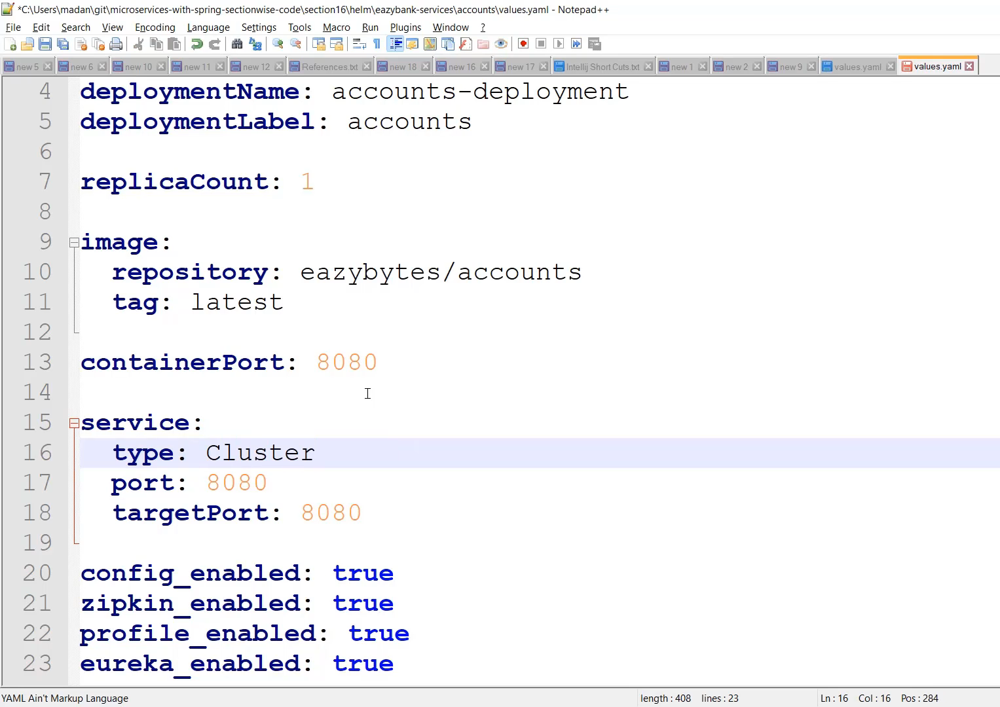 *C:\Users\madan\git\microservices-with-spring-sectionwise-code\section16\helm\eazybank-services\accounts\values.yaml - Notepad++
File Edit Search View Encoding Language Settings Tools Macro Run Plugins Window ?
new 5 new 6 new 10 new 11 new 12 References.txt new 18 new 16 new 17 Intellij Short Cuts.txt new 1 new 2 new 9 values.yaml values.yaml
4 deploymentName: accounts-deployment
5 deploymentLabel: accounts
6
7 replicaCount: 1
8
9 image:
10 repository: eazybytes/accounts
11 tag: latest
12
13 containerPort: 8080
14
15 service:
16 type: Cluster
17 port: 8080
18 targetPort: 8080
19
20 config_enabled: true
21 zipkin_enabled: true
22 profile_enabled: true
23 eureka_enabled: true
YAML Ain't Markup Language length : 408 lines : 23 Ln : 16 Col : 16 Pos : 284